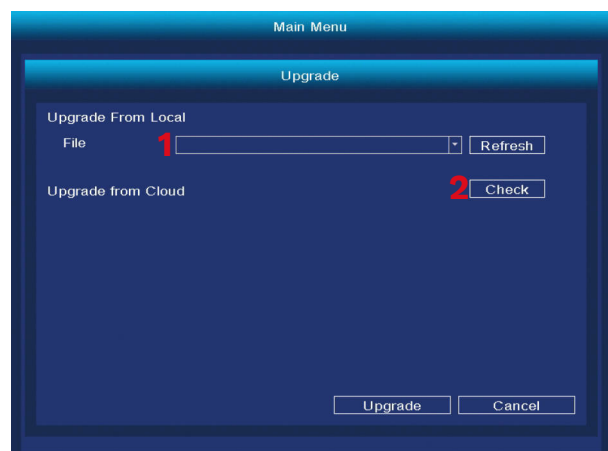 Main Menu
Upgrade
Upgrade From Local
File 1 Refresh
Upgrade from Cloud 2 Check
Upgrade Cancel